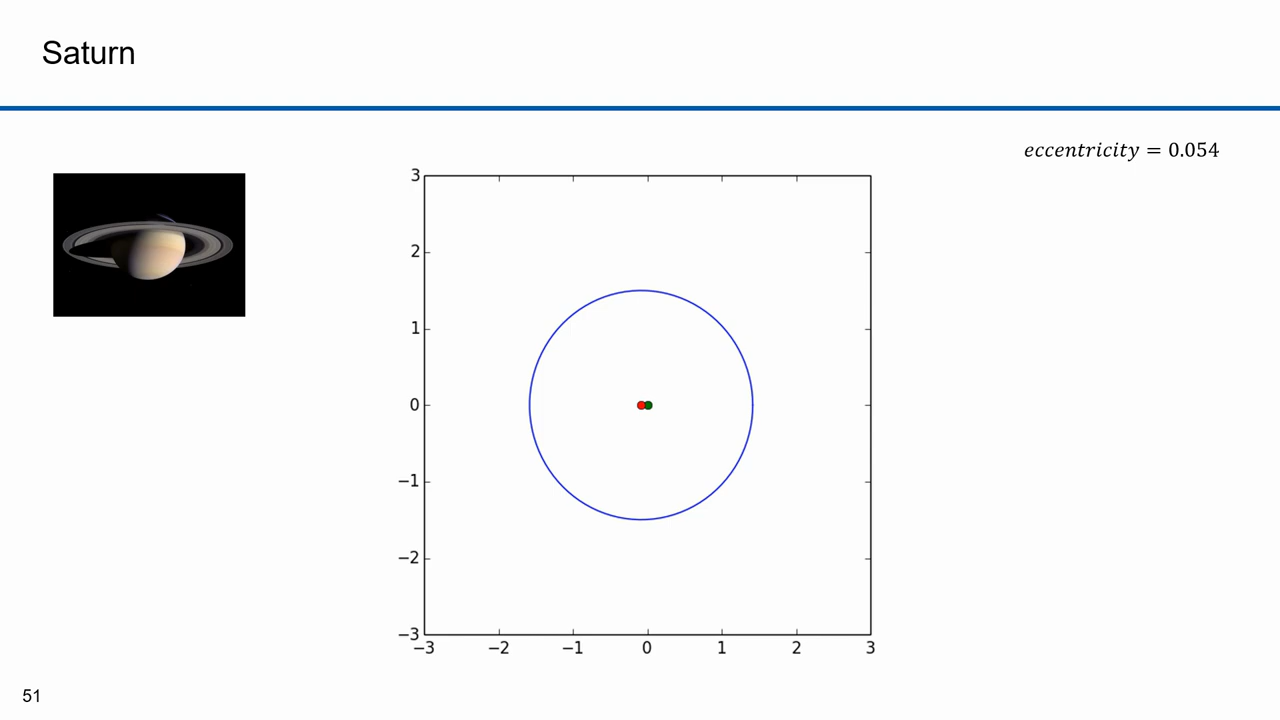 Saturn
eccentricity = 0.054
3
2
1
0
−1
−2
−3
−3 −2 −1 0 1 2 3
51